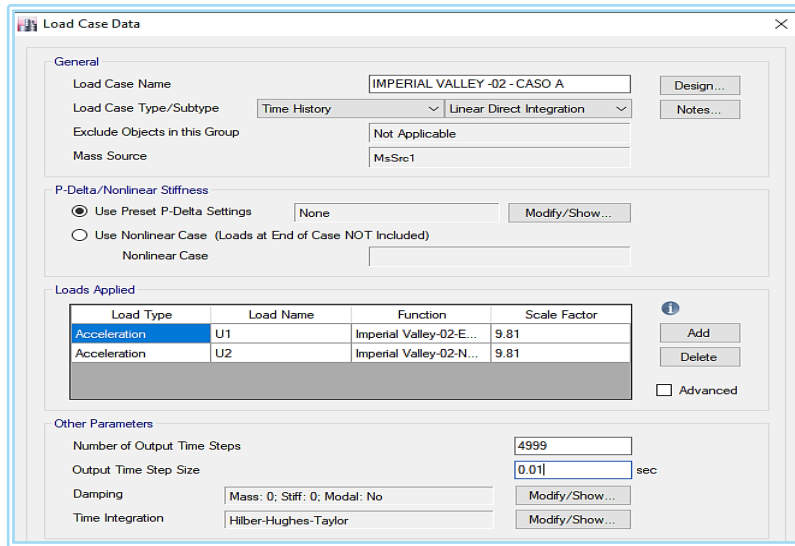 Load Case Data
General
Load Case Name IMPERIAL VALLEY -02 - CASO A Design...
Load Case Type/Subtype Time History Linear Direct Integration Notes...
Exclude Objects in this Group Not Applicable
Mass Source MsSrc1
P-Delta/Nonlinear Stiffness
Use Preset P-Delta Settings None Modify/Show...
Use Nonlinear Case (Loads at End of Case NOT Included)
Nonlinear Case
Loads Applied
Load Type Load Name Function Scale Factor
Acceleration U1 Imperial Valley-02-E... 9.81 Add
Acceleration U2 Imperial Valley-02-N... 9.81 Delete
Advanced
Other Parameters
Number of Output Time Steps 4999
Output Time Step Size 0.01 sec
Damping Mass: 0; Stiff: 0; Modal: No Modify/Show...
Time Integration Hilber-Hughes-Taylor Modify/Show...